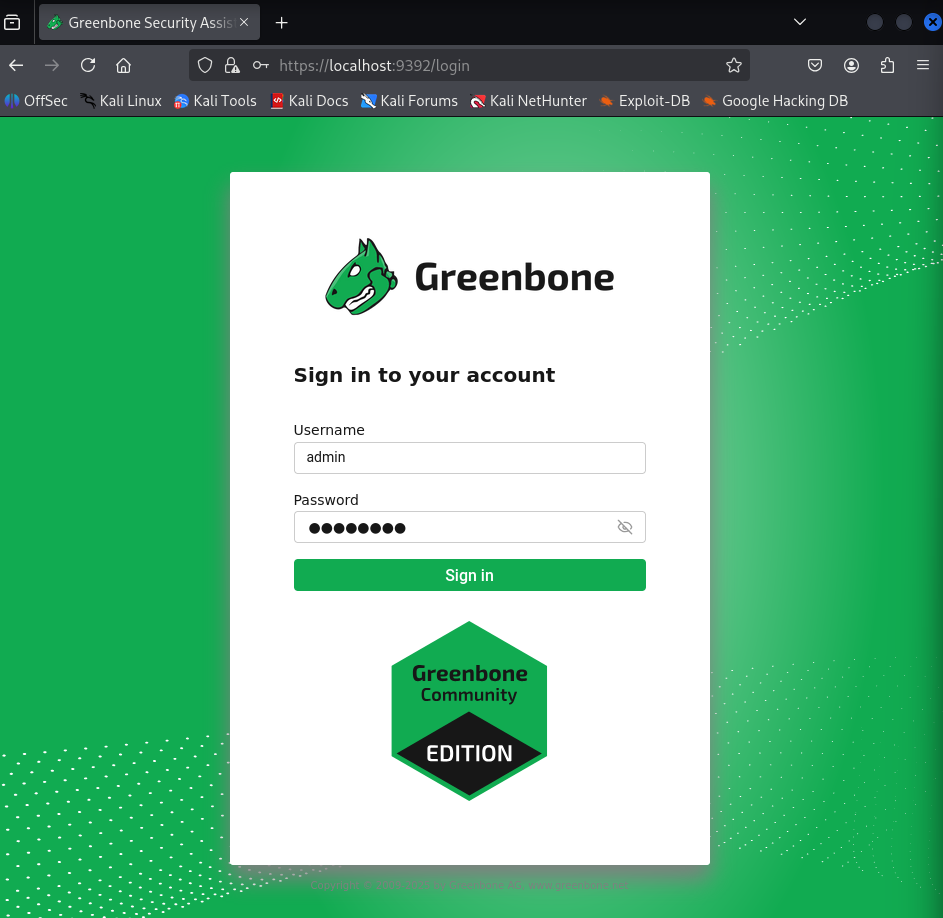 Greenbone Security Assis
https://localhost:9392/login
OffSec Kali Linux Kali Tools Kali Docs Kali Forums Kali NetHunter Exploit-DB Google Hacking DB
Greenbone
Sign in to your account
Username
admin
Password
Sign in
Greenbone
Community
EDITION